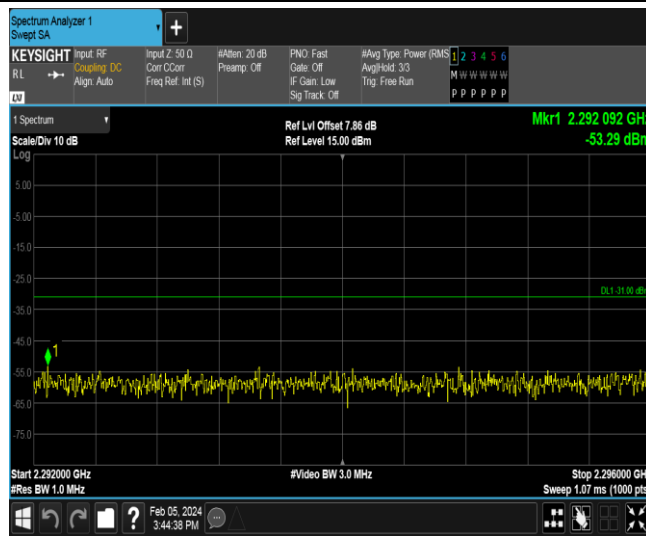 Spectrum Analyzer 1
Swept SA
+
KEYSIGHT Input: RF Input Z: 50 Ω #Atten: 20 dB PNO: Fast #Avg Type: Power (RMS 1 2 3 4 5 6
RL Coupling: DC Corr CCorr Preamp: Off Gate: Off Avg|Hold: 3/3 M W W W W W
Align: Auto Freq Ref: Int (S) IF Gain: Low Trig: Free Run
Sig Track: Off P P P P P P
LXI
1 Spectrum Ref Lvl Offset 7.86 dB Mkr1 2.292 092 GHz
Scale/Div 10 dB Ref Level 15.00 dBm -53.29 dBm
Log
5.00
-5.00
-15.0
-25.0
DL1 -31.00 dBm
-35.0
-45.0
1
-55.0
-65.0
-75.0
Start 2.292000 GHz #Video BW 3.0 MHz Stop 2.296000 GHz
#Res BW 1.0 MHz Sweep 1.07 ms (1000 pts
? Feb 05, 2024
3:44:38 PM